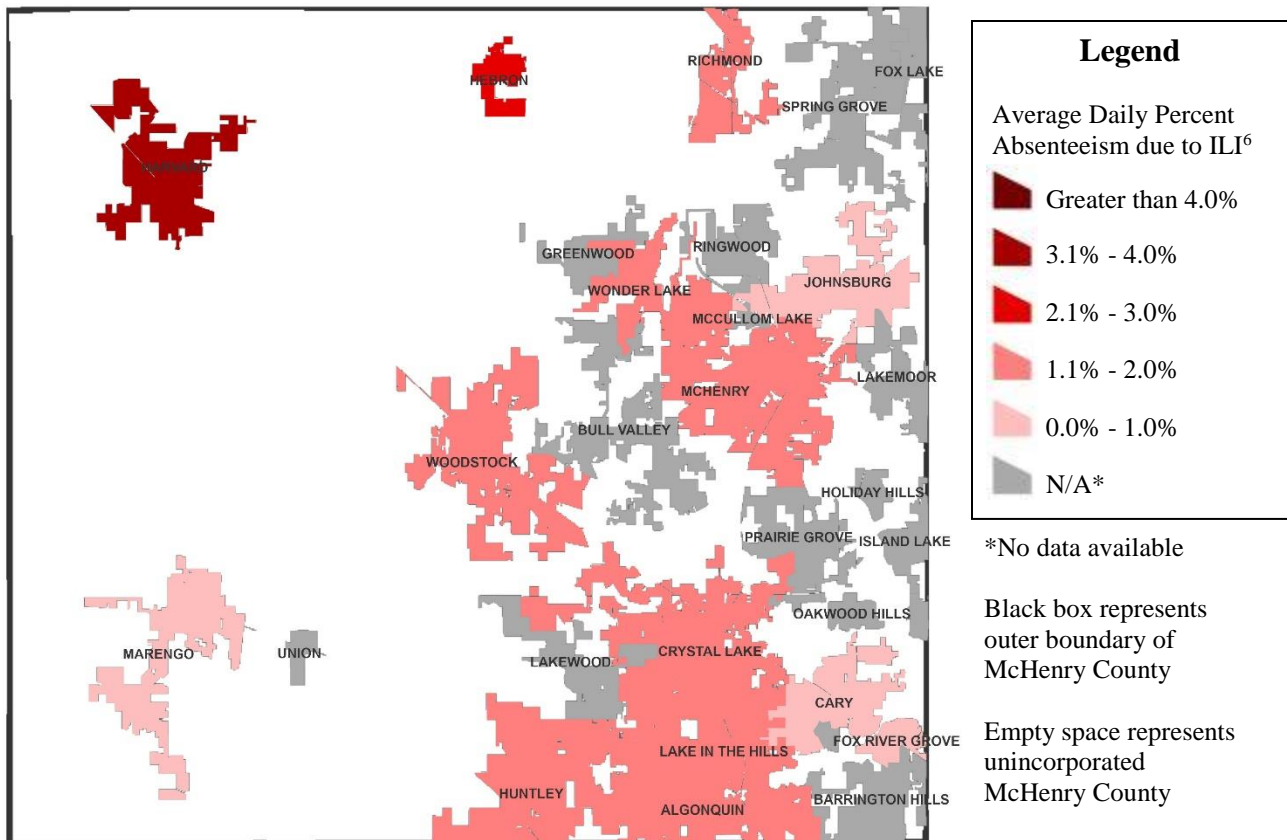 HEBRON
RICHMOND
FOX LAKE
SPRING GROVE
HARVARD
GREENWOOD
RINGWOOD
JOHNSBURG
WONDER LAKE
MCCULLOM LAKE
LAKEMOOR
MCHENRY
BULL VALLEY
WOODSTOCK
HOLIDAY HILLS
PRAIRIE GROVE
ISLAND LAKE
OAKWOOD HILLS
MARENGO
UNION
LAKEWOOD
CRYSTAL LAKE
CARY
FOX RIVER GROVE
LAKE IN THE HILLS
HUNTLEY
ALGONQUIN
BARRINGTON HILLS
Legend
Average Daily Percent
Absenteeism due to ILI⁶
Greater than 4.0%
3.1% - 4.0%
2.1% - 3.0%
1.1% - 2.0%
0.0% - 1.0%
N/A*
*No data available
Black box represents
outer boundary of
McHenry County
Empty space represents
unincorporated
McHenry County